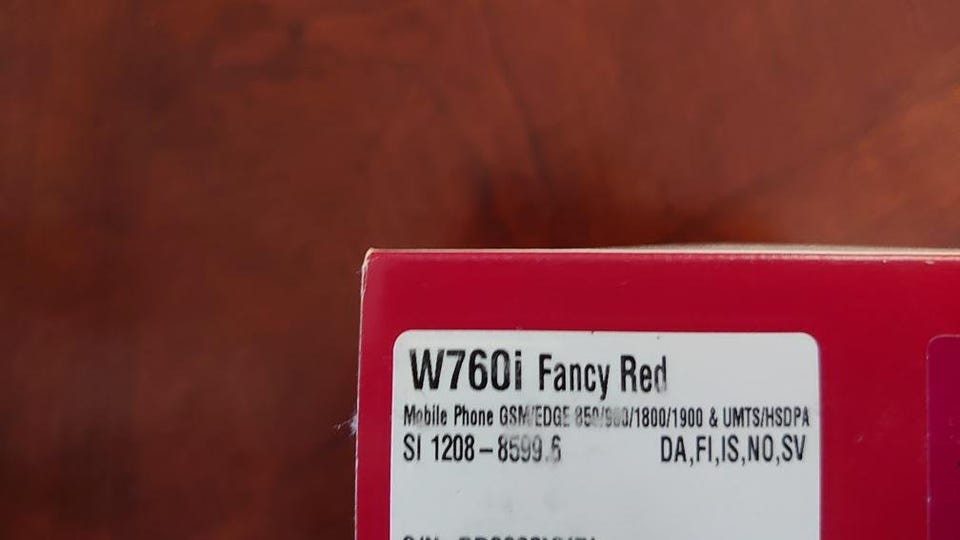 W760i Fancy Red
Mobile Phone GSM/EDGE 850/900/1800/1900 & UMTS/HSDPA
SI 1208-8599.6
DA,FI,IS,NO,SV